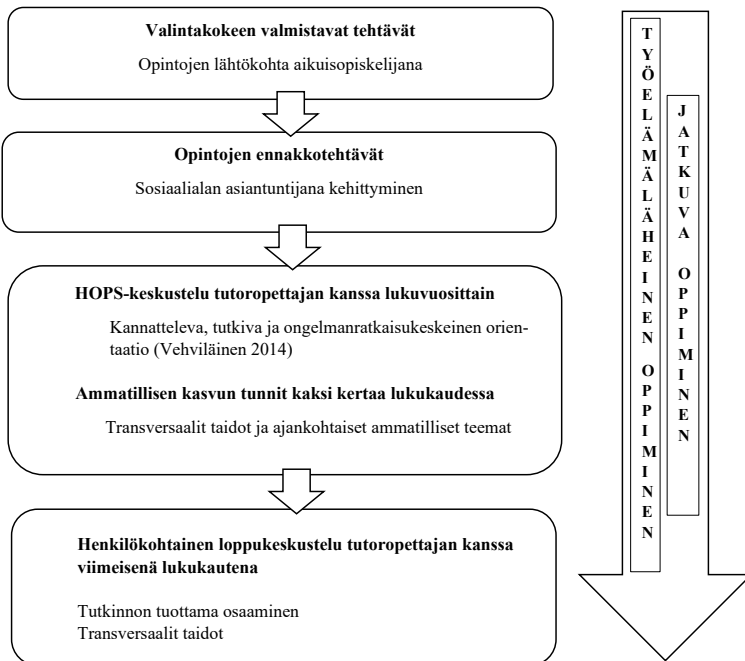 Valintakokeen valmistavat tehtävät
Opintojen lähtökohta aikuisopiskelijana
Opintojen ennakkotehtävät
Sosiaalialan asiantuntijana kehittyminen
HOPS-keskustelu tutoropettajan kanssa lukuvuosittain
Kannatteleva, tutkiva ja ongelmanratkaisukeskeinen orien-
taatio (Vehviläinen 2014)
Ammatillisen kasvun tunnit kaksi kertaa lukukaudessa
Transversaalit taidot ja ajankohtaiset ammatilliset teemat
Henkilökohtainen loppukeskustelu tutoropettajan kanssa
viimeisenä lukukautena
Tutkinnon tuottama osaaminen
Transversaalit taidot
TYÖELÄMÄLÄHEINEN OPPIMINEN
JATKUVA OPPIMINEN